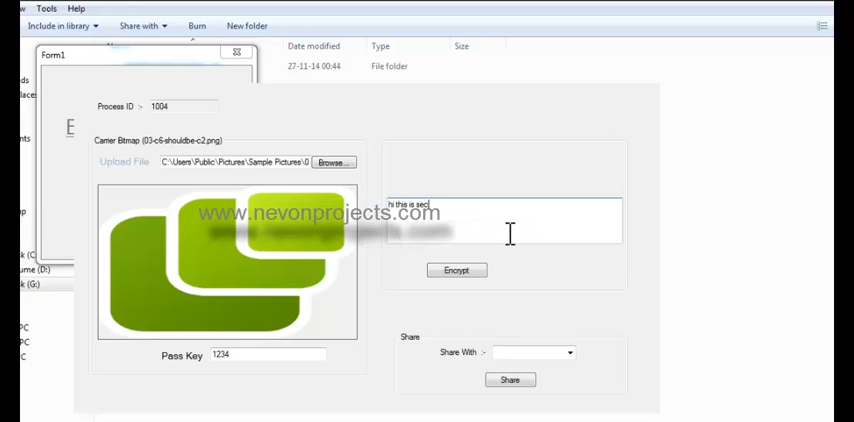 Tools Help
Include in library Share with Burn New folder
Date modified Type Size
27-11-14 00:44 File folder
Form1
Process ID :- 1004
Carrier Bitmap (03-c6-shouldbe-c2.png)
Upload File C:\Users\Public\Pictures\Sample Pictures\0 Browse...
hi this is sec
www.nevonprojects.com
Encrypt
Pass Key 1234
Share
Share With :-
Share
(D:)
(G:)
PC
PC